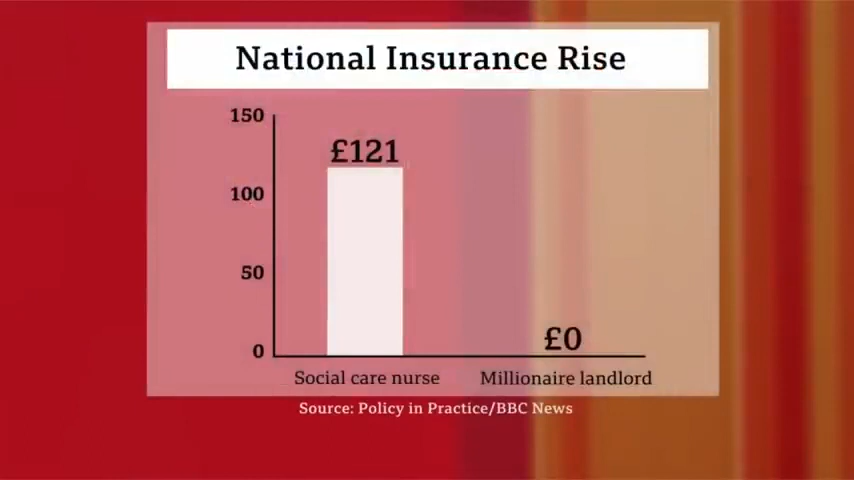 National Insurance Rise
150
£121
100
50
£0
0
Social care nurse Millionaire landlord
Source: Policy in Practice/BBC News